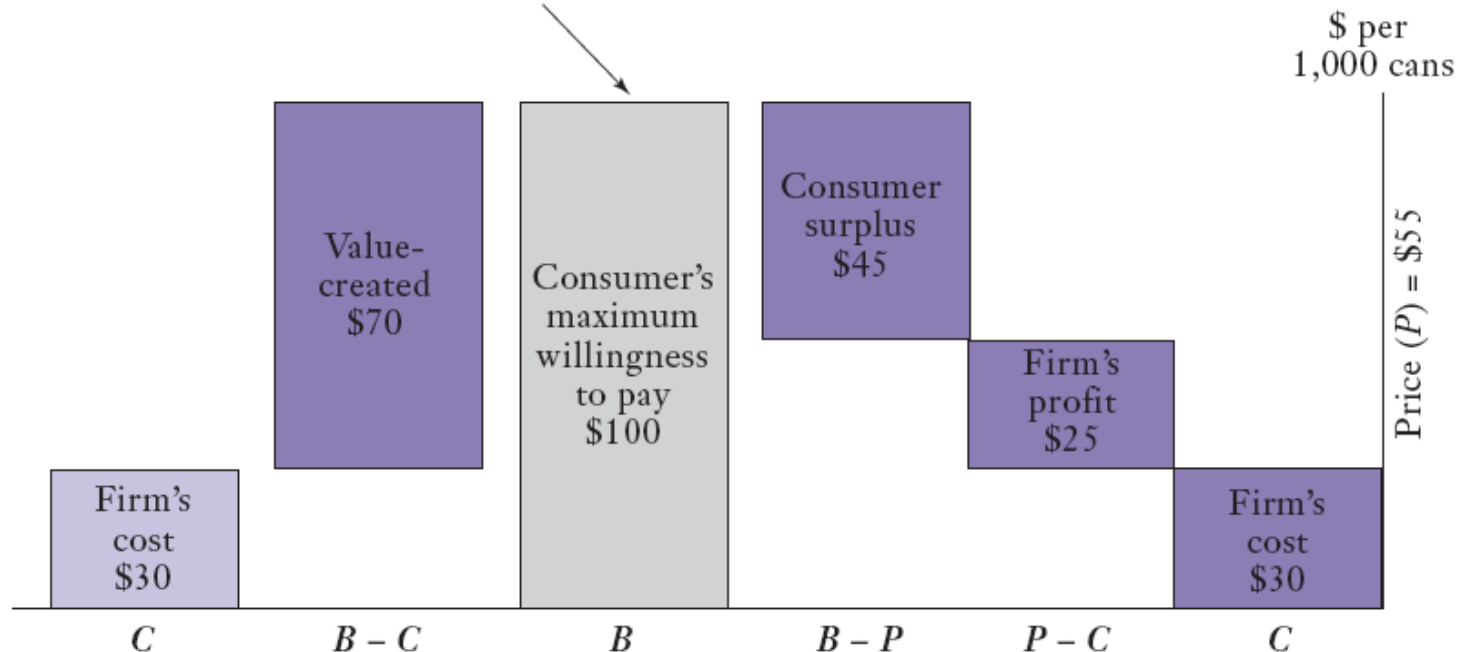 $ per
1,000 cans
Firm's
cost
$30
Value-
created
$70
Consumer's
maximum
willingness
to pay
$100
Consumer
surplus
$45
Firm's
profit
$25
Firm's
cost
$30
Price (P) = $55
C
B – C
B
B – P
P – C
C